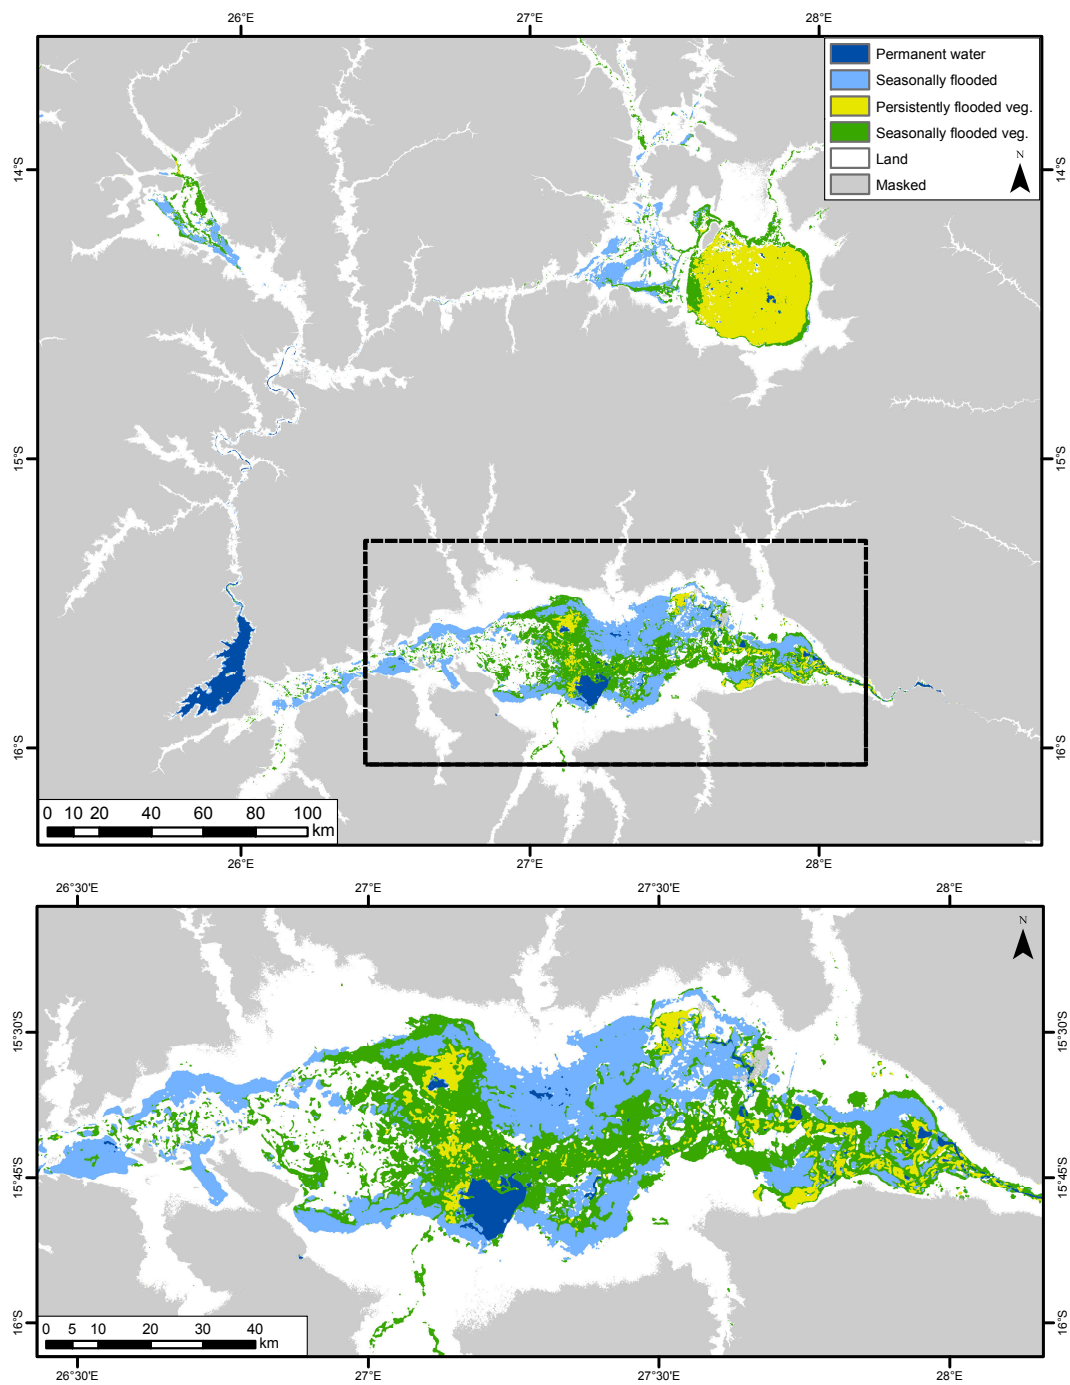 26°E 27°E 28°E
Permanent water
Seasonally flooded
Persistently flooded veg.
Seasonally flooded veg.
Land
Masked
N
14°S 14°S
15°S 15°S
16°S 16°S
0 10 20 40 60 80 100
km
26°E 27°E 28°E
26°30'E 27°E 27°30'E 28°E
N
15°30'S 15°30'S
15°45'S 15°45'S
16°S 16°S
0 5 10 20 30 40
km
26°30'E 27°E 27°30'E 28°E